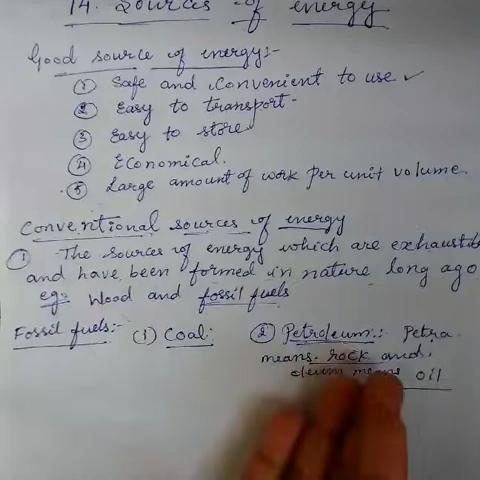 14. Sources of energy
Good source of energy:-
① Safe and convenient to use ✓
② Easy to transport-
③ Easy to store
④ Economical.
⑤ Large amount of work per unit volume.
Conventional sources of energy
① The sources of energy which are
and have been formed in nature long ago
eg:- Wood and fossil fuels
Fossil fuels:- (1) Coal: ② Petroleum:- Petra
means rock and
oleum means oil